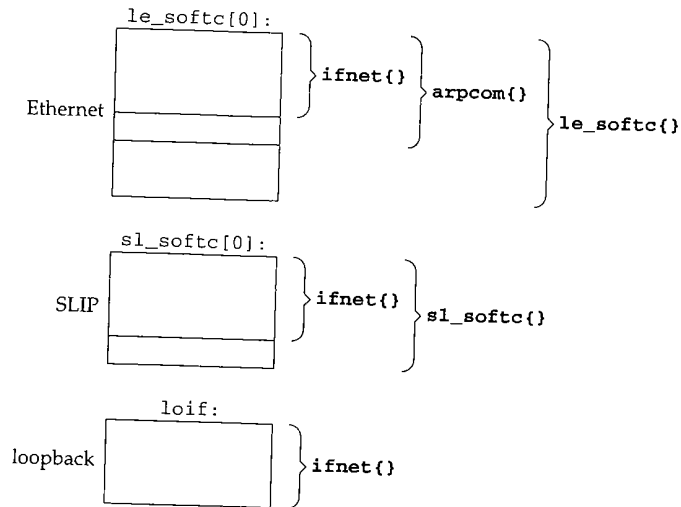 le_softc[0]:
ifnet{}
arpcom{}
Ethernet
le_softc{}
sl_softc[0]:
ifnet{}
SLIP
sl_softc{}
loif:
loopback
ifnet{}